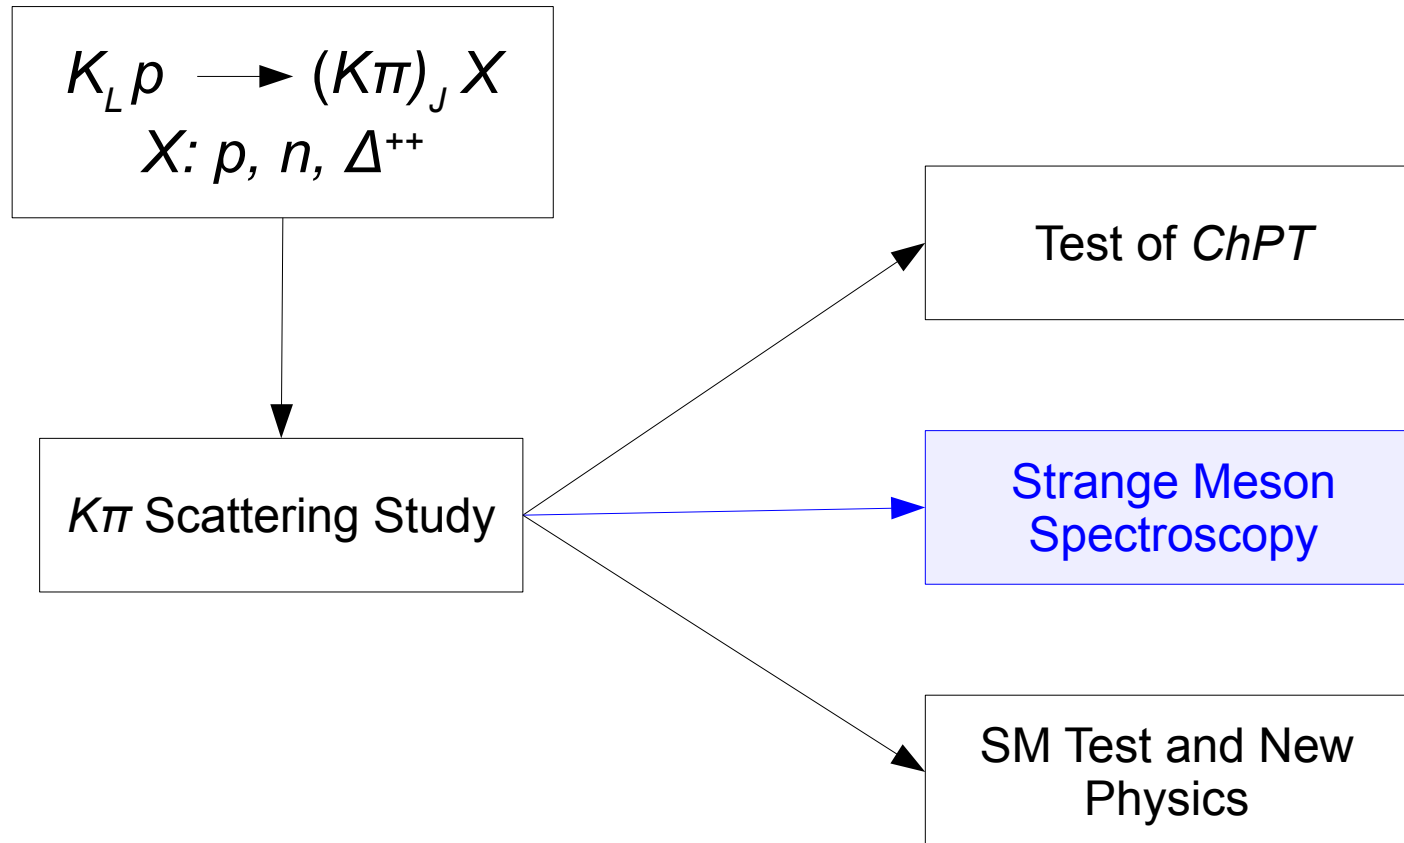 K_L p → (Kπ)_J X
X: p, n, Δ⁺⁺
Kπ Scattering Study
Test of ChPT
Strange Meson
Spectroscopy
SM Test and New
Physics